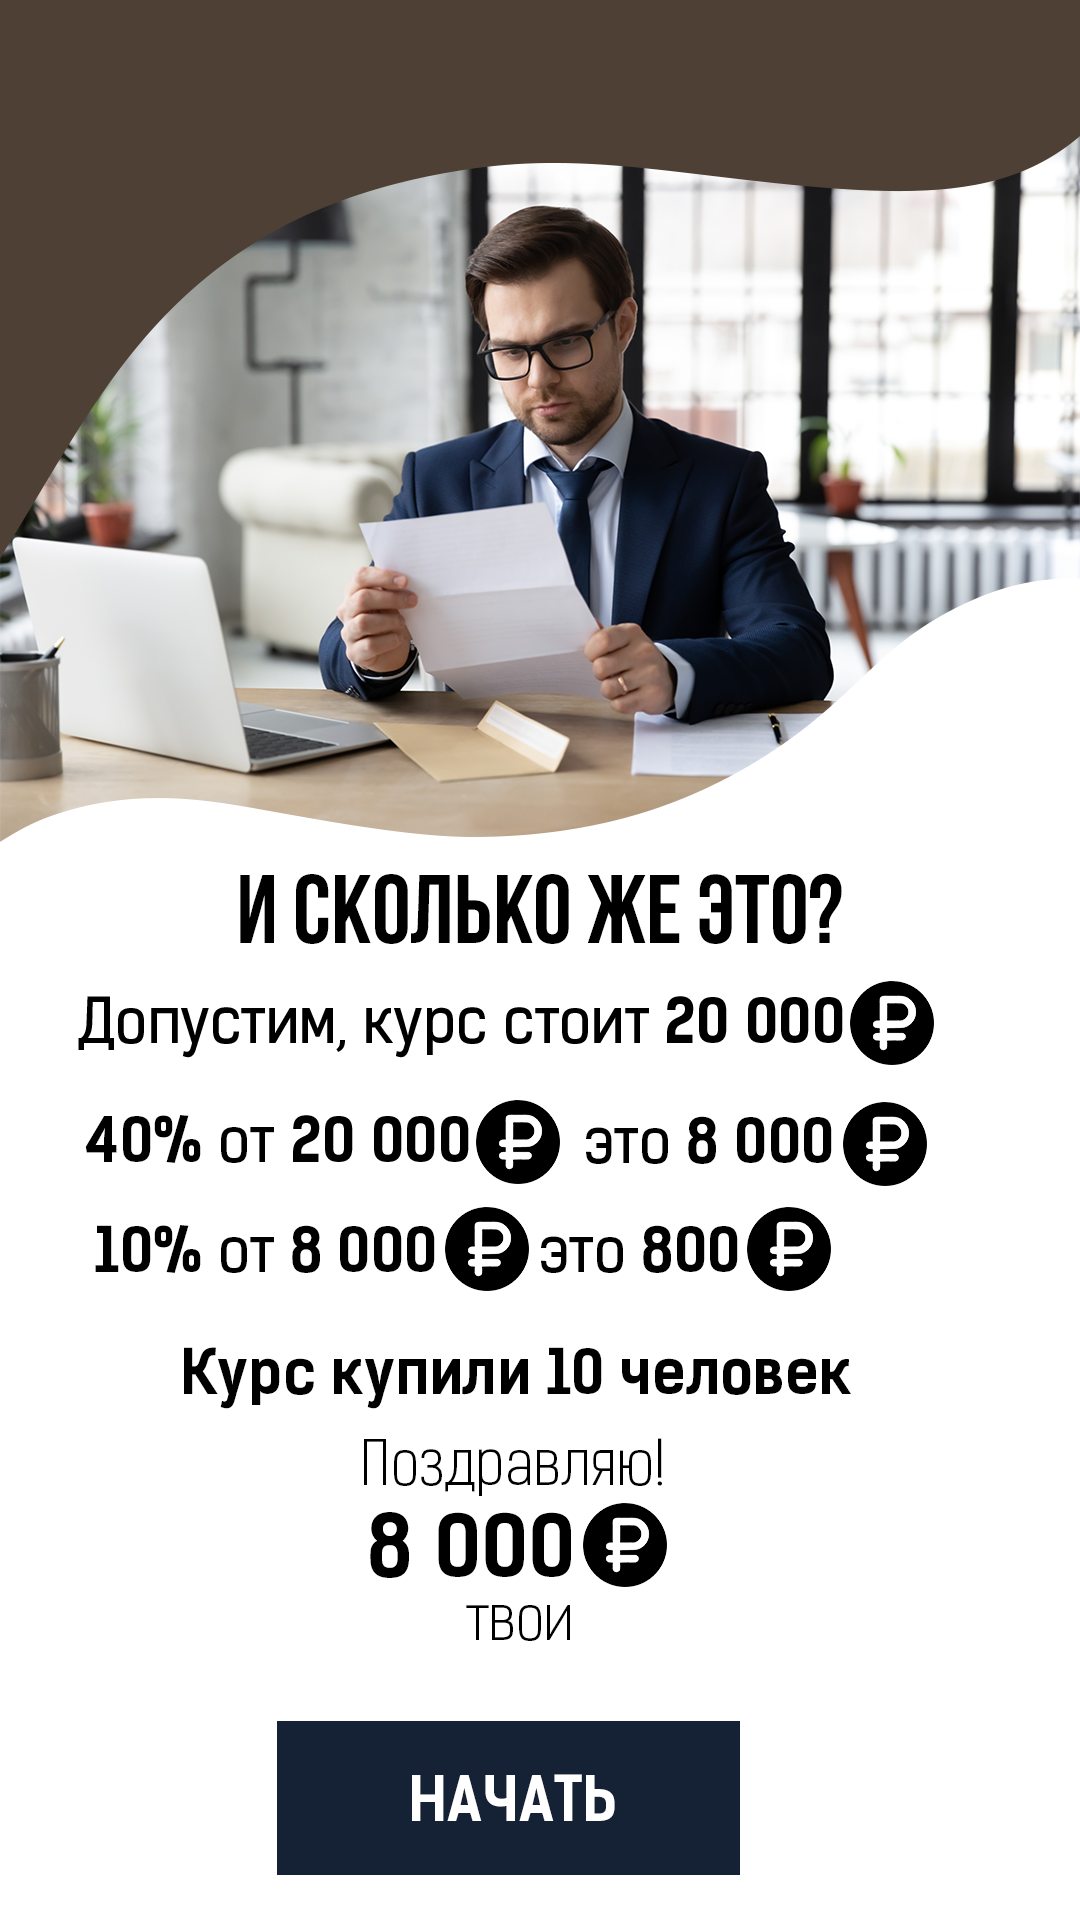 И СКОЛЬКО ЖЕ ЭТО?
Допустим, курс стоит 20 000 ₽
40% от 20 000 ₽ это 8 000 ₽
10% от 8 000 ₽ это 800 ₽
Курс купили 10 человек
Поздравляю!
8 000 ₽
твои
НАЧАТЬ